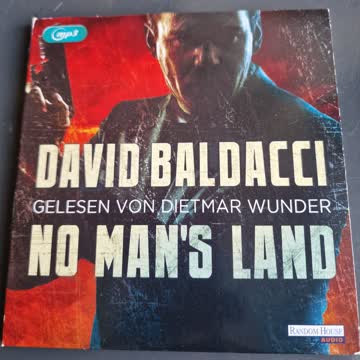 mp3
DAVID BALDACCI
GELESEN VON DIETMAR WUNDER
NO MAN'S LAND
RANDOM HOUSE
AUDIO